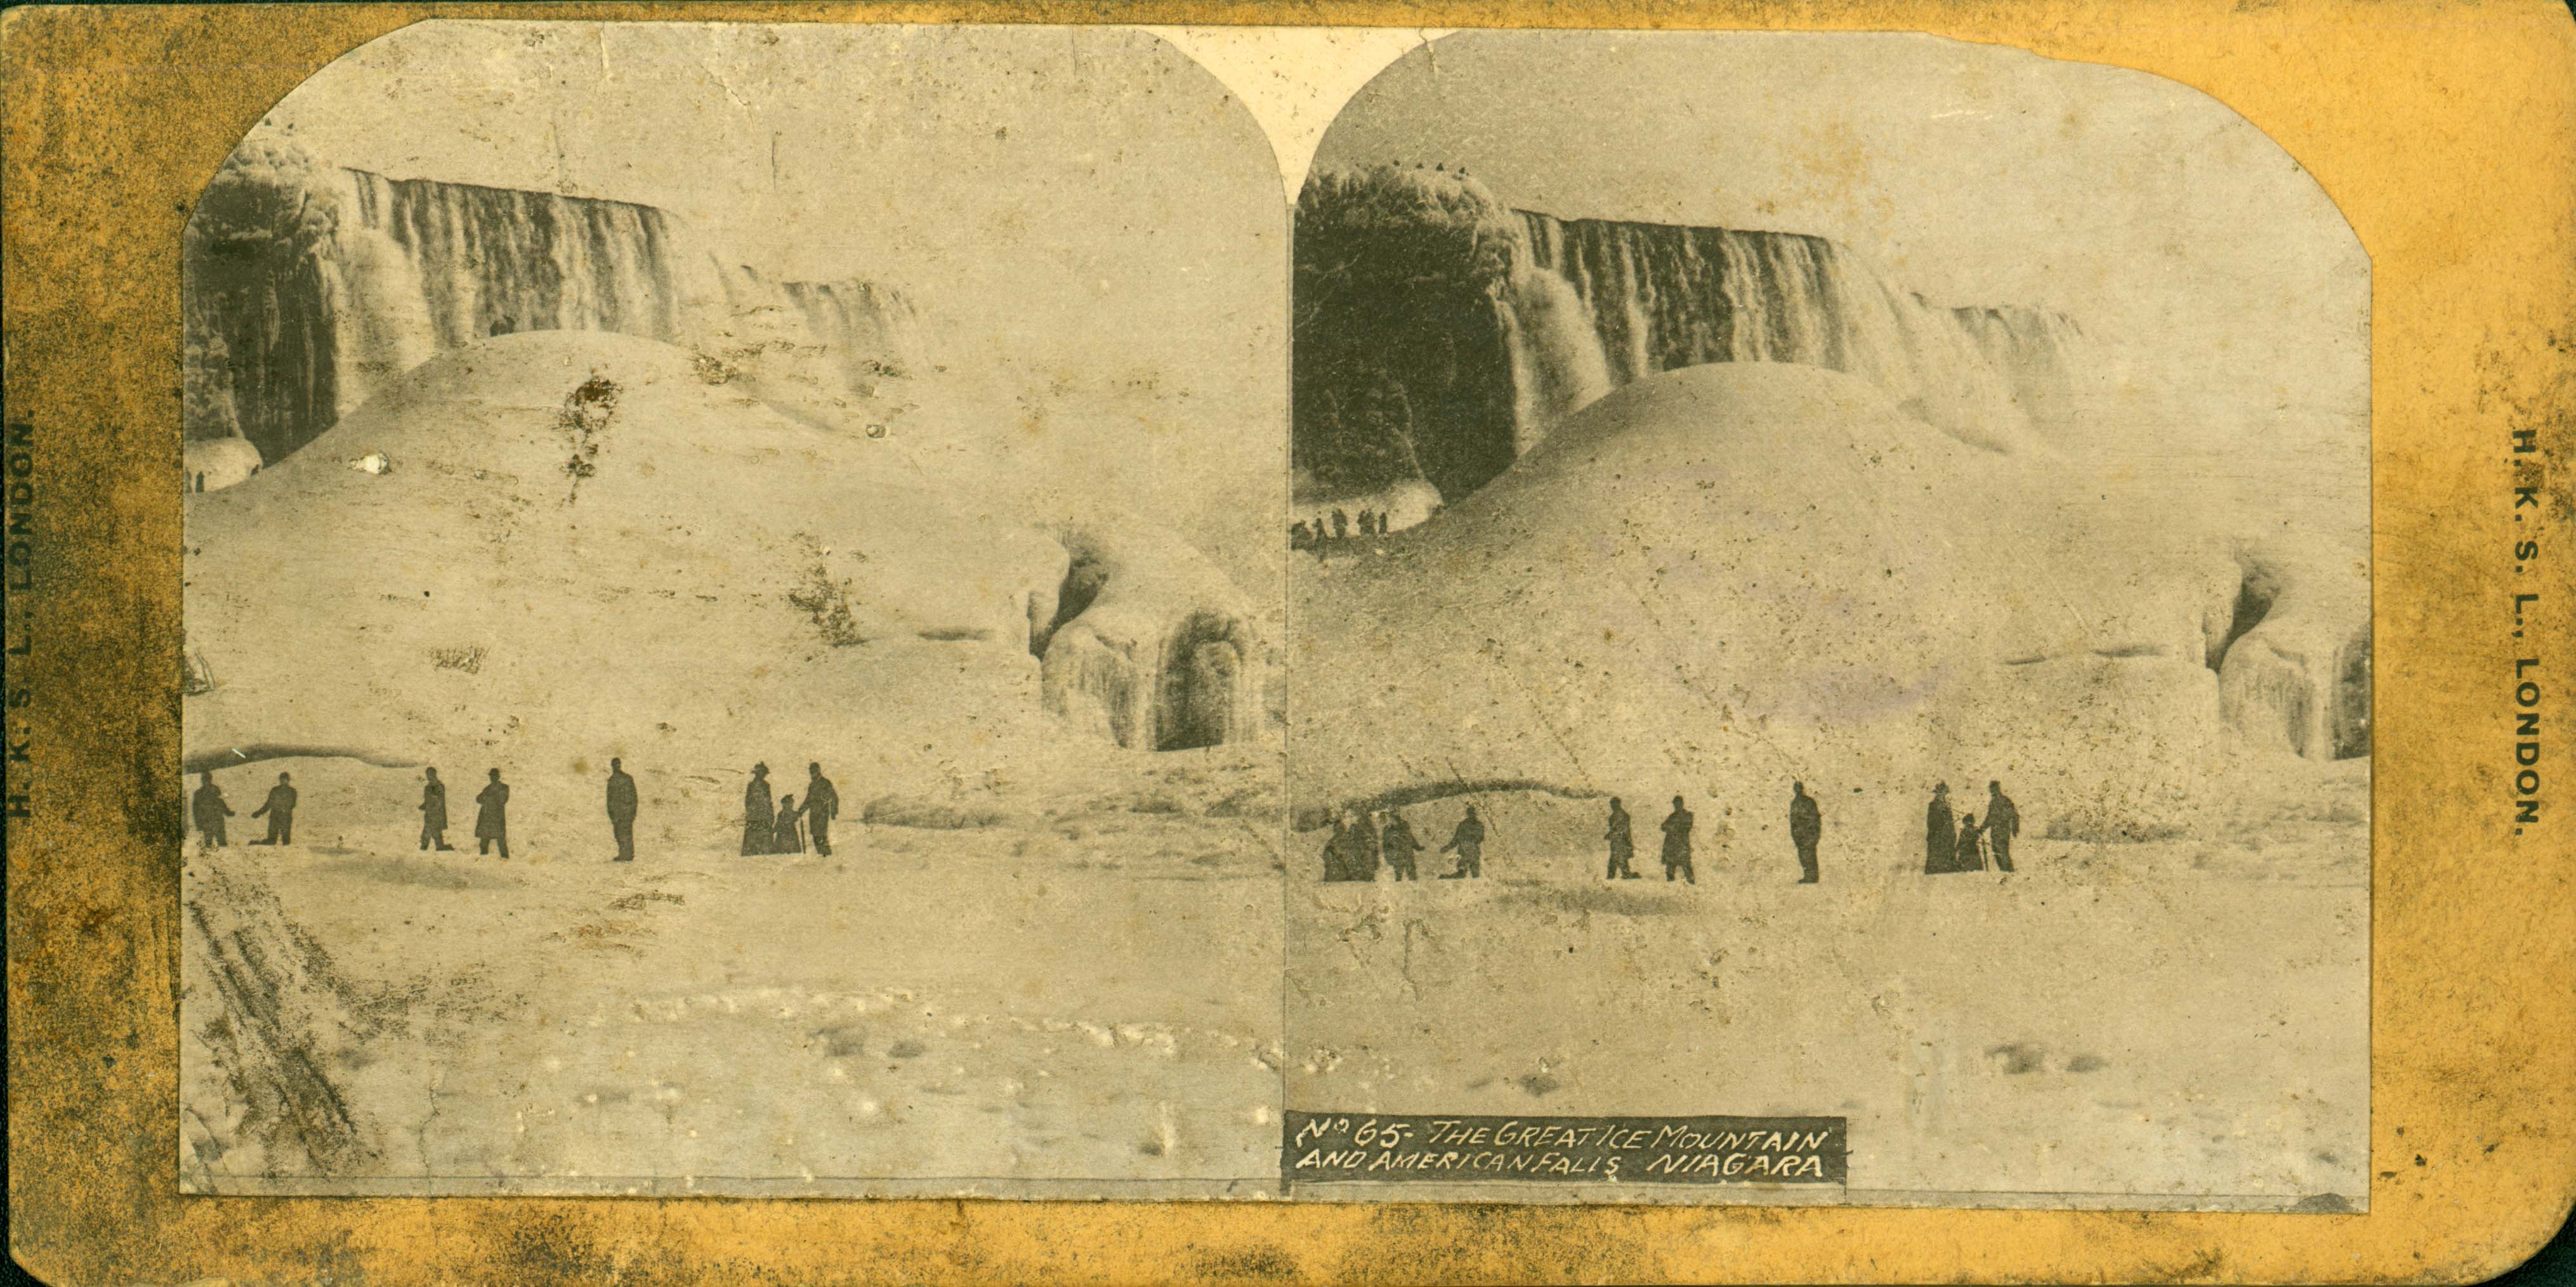 H. K. S. L., LONDON.
Nº 65- THE GREAT ICE MOUNTAIN
AND AMERICAN FALLS NIAGARA
H. K. S. L., LONDON.